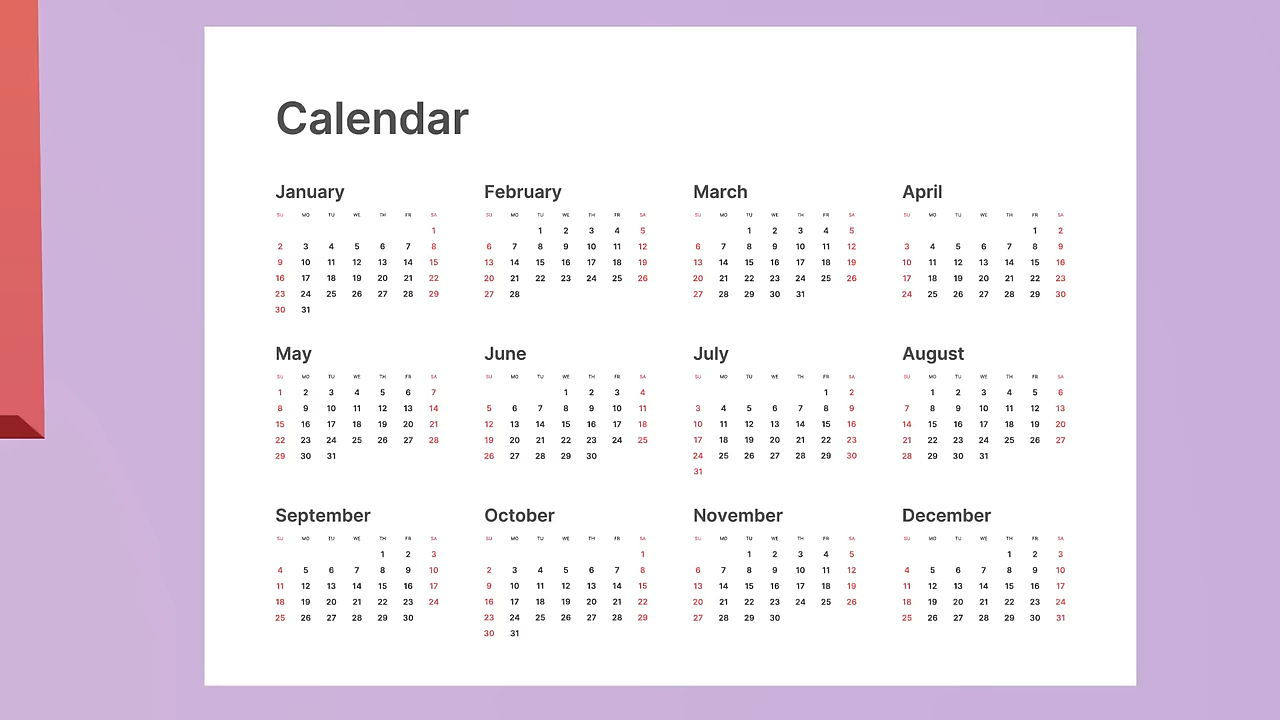 Calendar
January February March April
SU MO TU WE TH FR SA SU MO TU WE TH FR SA SU MO TU WE TH FR SA SU MO TU WE TH FR SA
1 1 2 3 4 5 1 2 3 4 5 1 2
2 3 4 5 6 7 8 6 7 8 9 10 11 12 6 7 8 9 10 11 12 3 4 5 6 7 8 9
9 10 11 12 13 14 15 13 14 15 16 17 18 19 13 14 15 16 17 18 19 10 11 12 13 14 15 16
16 17 18 19 20 21 22 20 21 22 23 24 25 26 20 21 22 23 24 25 26 17 18 19 20 21 22 23
23 24 25 26 27 28 29 27 28 27 28 29 30 31 24 25 26 27 28 29 30
30 31
May June July August
SU MO TU WE TH FR SA SU MO TU WE TH FR SA SU MO TU WE TH FR SA SU MO TU WE TH FR SA
1 2 3 4 5 6 7 1 2 3 4 1 2 1 2 3 4 5 6
8 9 10 11 12 13 14 5 6 7 8 9 10 11 3 4 5 6 7 8 9 7 8 9 10 11 12 13
15 16 17 18 19 20 21 12 13 14 15 16 17 18 10 11 12 13 14 15 16 14 15 16 17 18 19 20
22 23 24 25 26 27 28 19 20 21 22 23 24 25 17 18 19 20 21 22 23 21 22 23 24 25 26 27
29 30 31 26 27 28 29 30 24 25 26 27 28 29 30 28 29 30 31
31
September October November December
SU MO TU WE TH FR SA SU MO TU WE TH FR SA SU MO TU WE TH FR SA SU MO TU WE TH FR SA
1 2 3 1 1 2 3 4 5 1 2 3
4 5 6 7 8 9 10 2 3 4 5 6 7 8 6 7 8 9 10 11 12 4 5 6 7 8 9 10
11 12 13 14 15 16 17 9 10 11 12 13 14 15 13 14 15 16 17 18 19 11 12 13 14 15 16 17
18 19 20 21 22 23 24 16 17 18 19 20 21 22 20 21 22 23 24 25 26 18 19 20 21 22 23 24
25 26 27 28 29 30 23 24 25 26 27 28 29 27 28 29 30 25 26 27 28 29 30 31
30 31